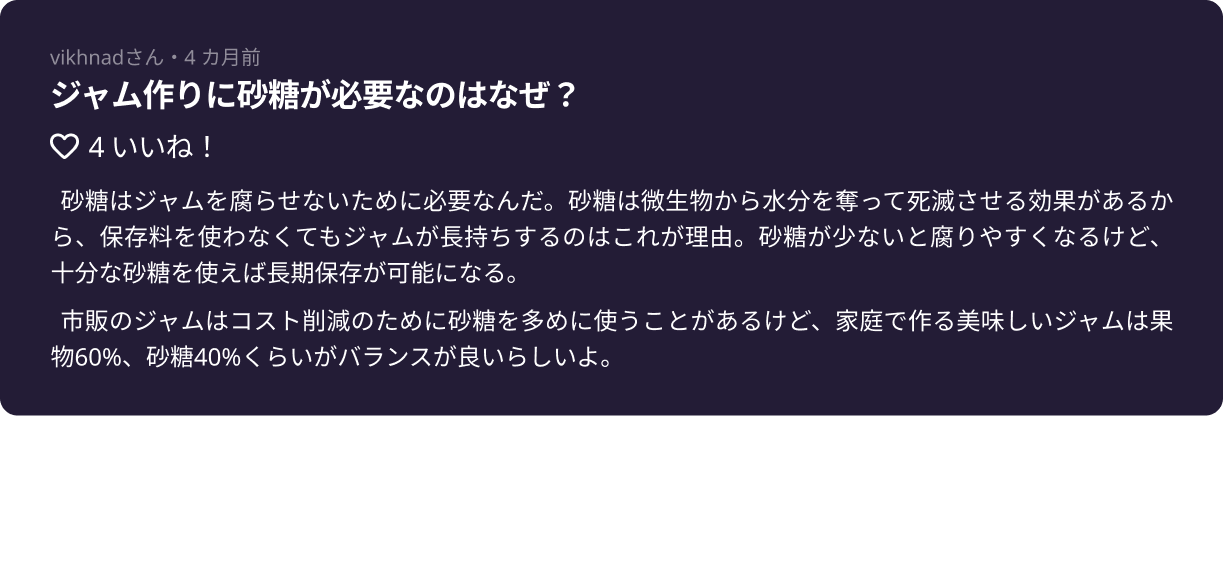 vikhnadさん・4 カ月前
ジャム作りに砂糖が必要なのはなぜ？
4 いいね！
砂糖はジャムを腐らせないために必要なんだ。砂糖は微生物から水分を奪って死滅させる効果があるか
ら、保存料を使わなくてもジャムが長持ちするのはこれが理由。砂糖が少ないと腐りやすくなるけど、
十分な砂糖を使えば長期保存が可能になる。
市販のジャムはコスト削減のために砂糖を多めに使うことがあるけど、家庭で作る美味しいジャムは果
物60%、砂糖40%くらいがバランスが良いらしいよ。